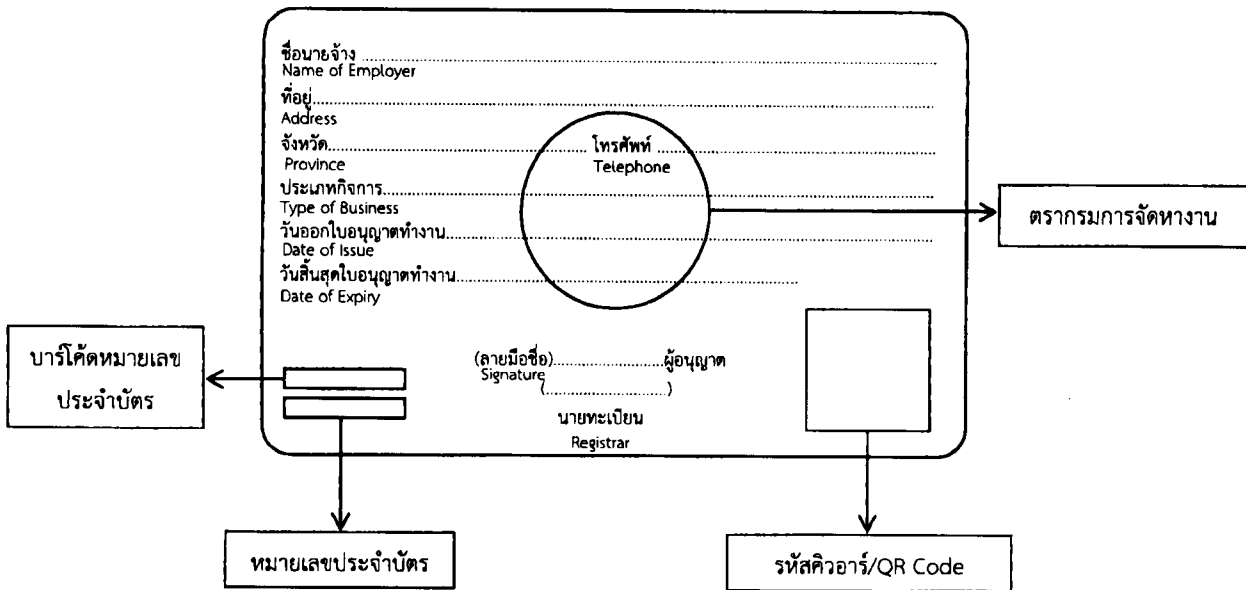 ชื่อนายจ้าง
Name of Employer
ที่อยู่
Address
จังหวัด โทรศัพท์
Province Telephone
ประเภทกิจการ
Type of Business
วันออกใบอนุญาตทำงาน
Date of Issue
วันสิ้นสุดใบอนุญาตทำงาน
Date of Expiry
ตรากรมการจัดหางาน
บาร์โค้ดหมายเลข
ประจำบัตร
(ลายมือชื่อ)......................ผู้อนุญาต
Signature
(........................)
นายทะเบียน
Registrar
หมายเลขประจำบัตร
รหัสคิวอาร์/QR Code